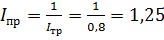 Iпр = 1/Iтр = 1/0,8 = 1,25